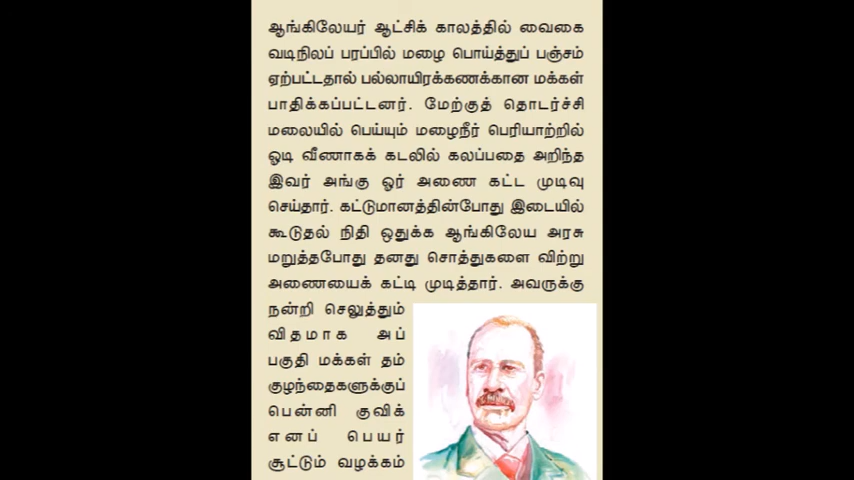 ஆங்கிலேயர் ஆட்சிக் காலத்தில் வைகை
வடிநிலப் பரப்பில் மழை பொய்த்துப் பஞ்சம்
ஏற்பட்டதால் பல்லாயிரக்கணக்கான மக்கள்
பாதிக்கப்பட்டனர். மேற்குத் தொடர்ச்சி
மலையில் பெய்யும் மழைநீர் பெரியாற்றில்
ஓடி வீணாகக் கடலில் கலப்பதை அறிந்த
இவர் அங்கு ஓர் அணை கட்ட முடிவு
செய்தார். கட்டுமானத்தின்போது இடையில்
கூடுதல் நிதி ஒதுக்க ஆங்கிலேய அரசு
மறுத்தபோது தனது சொத்துகளை விற்று
அணையைக் கட்டி முடித்தார். அவருக்கு
நன்றி செலுத்தும்
விதமாக அப்
பகுதி மக்கள் தம்
குழந்தைகளுக்குப்
பென்னி குவிக்
எனப் பெயர்
சூட்டும் வழக்கம்